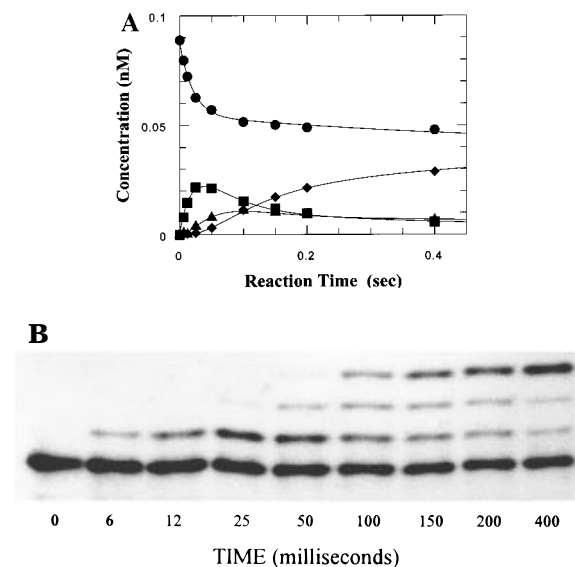 A
0.1
0.05
0
Concentration (nM)
0 0.2 0.4
Reaction Time (sec)
B
0 6 12 25 50 100 150 200 400
TIME (milliseconds)